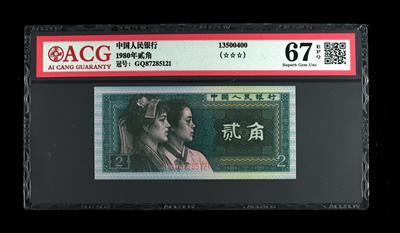 ACG
AI CANG GUARANTY
中国人民银行
1980年贰角
冠号: GQ87285121
13500400
(☆☆☆)
67
EPQ
Superb Gem Unc
中国人民银行
贰角
2
2